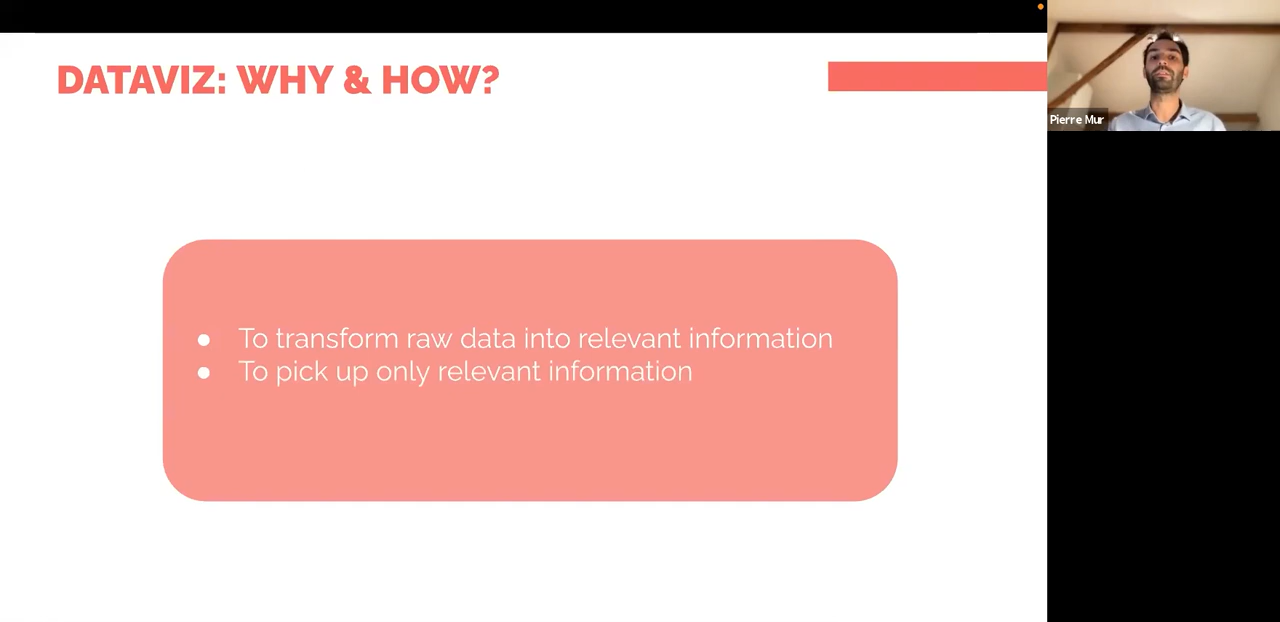 DATAVIZ: WHY & HOW?
Pierre Mur
● To transform raw data into relevant information
● To pick up only relevant information